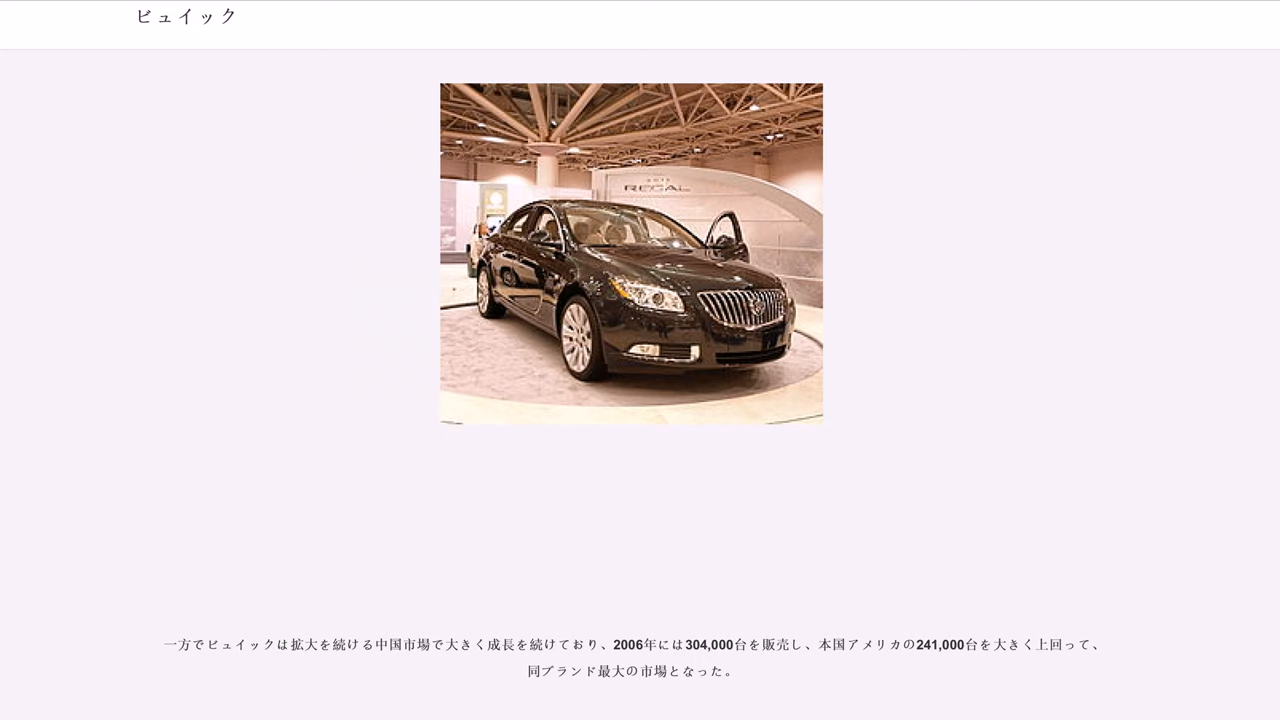 ビュイック
REGAL
一方でビュイックは拡大を続ける中国市場で大きく成長を続けており、2006年には304,000台を販売し、本国アメリカの241,000台を大きく上回って、
同ブランド最大の市場となった。